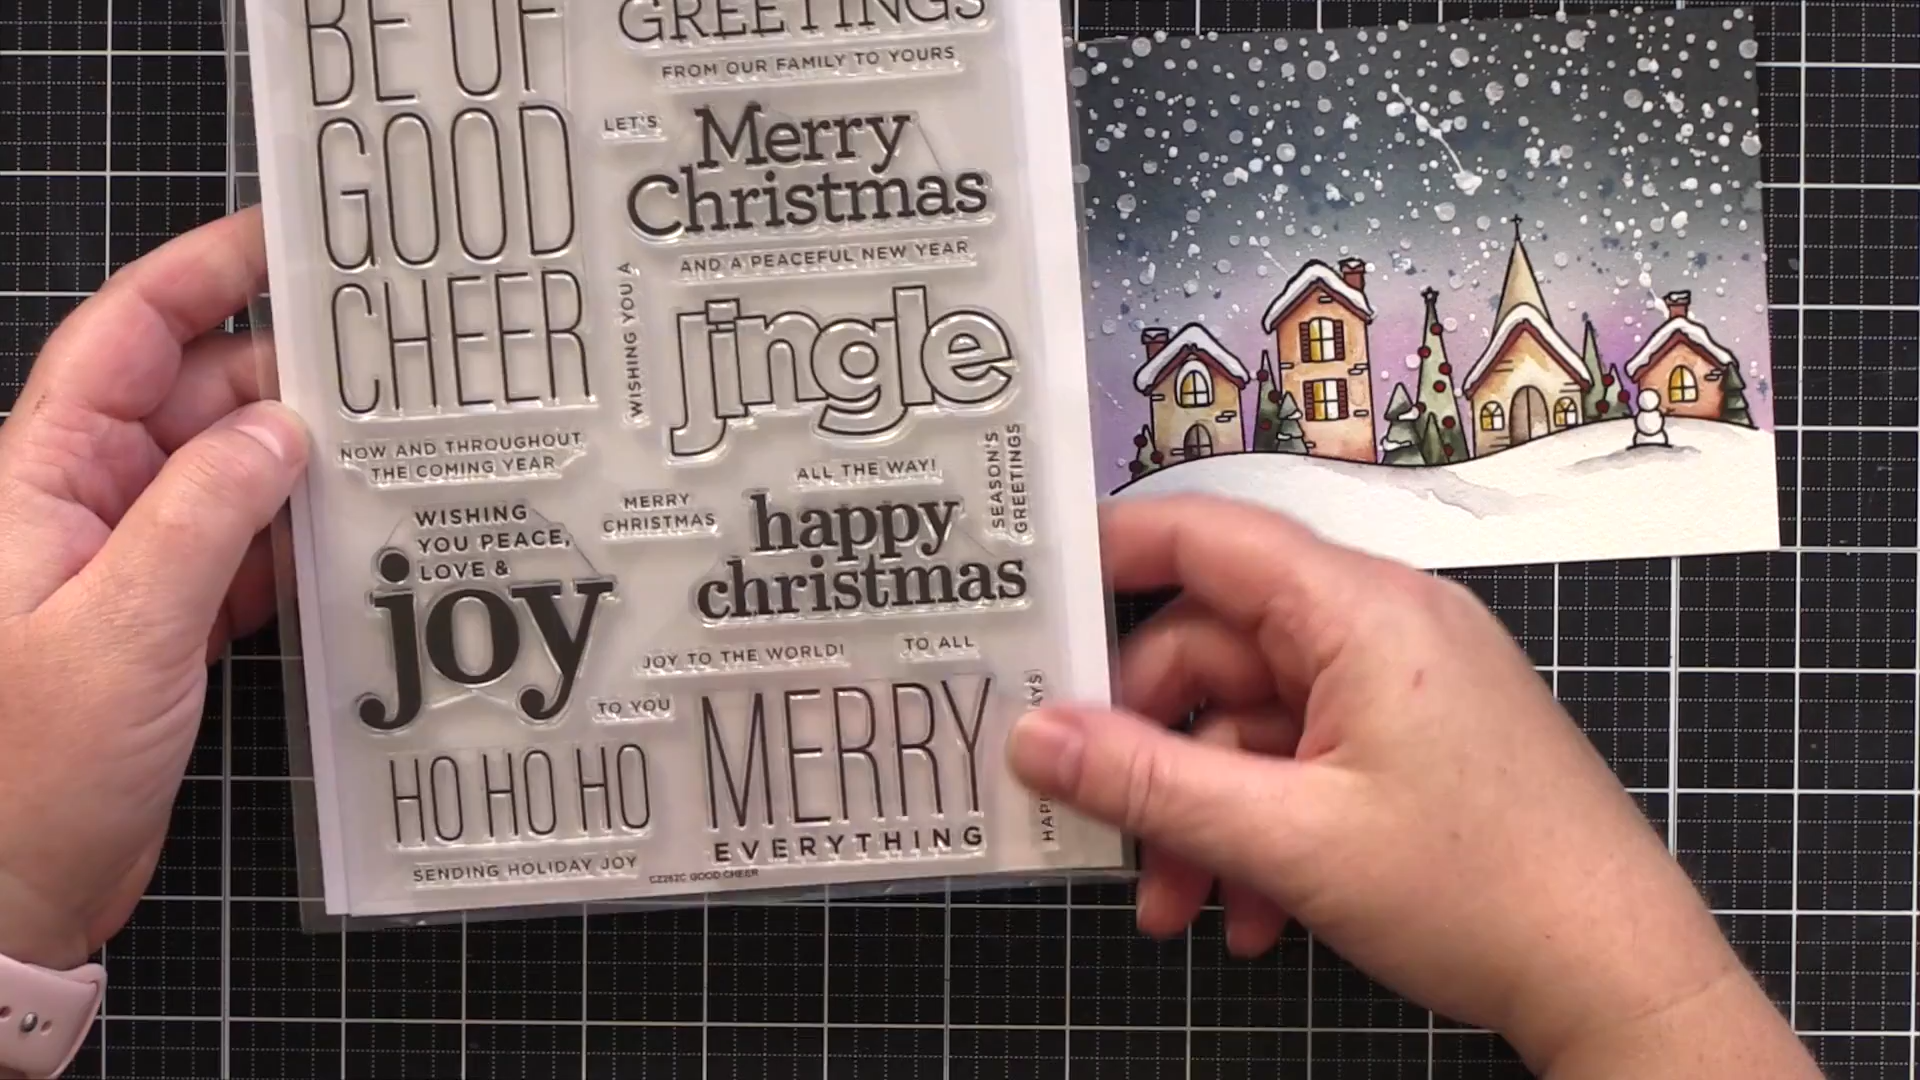 BE OF
GOOD
CHEER
NOW AND THROUGHOUT
THE COMING YEAR
WISHING
YOU PEACE,
LOVE &
joy
HO HO HO
SENDING HOLIDAY JOY
GREETINGS
FROM OUR FAMILY TO YOURS
LET'S
Merry
Christmas
AND A PEACEFUL NEW YEAR
WISHING YOU A
jingle
ALL THE WAY!
SEASON'S
GREETINGS
MERRY
CHRISTMAS
happy
christmas
JOY TO THE WORLD!
TO ALL
TO YOU
MERRY
EVERYTHING
CZ262C GOOD CHEER